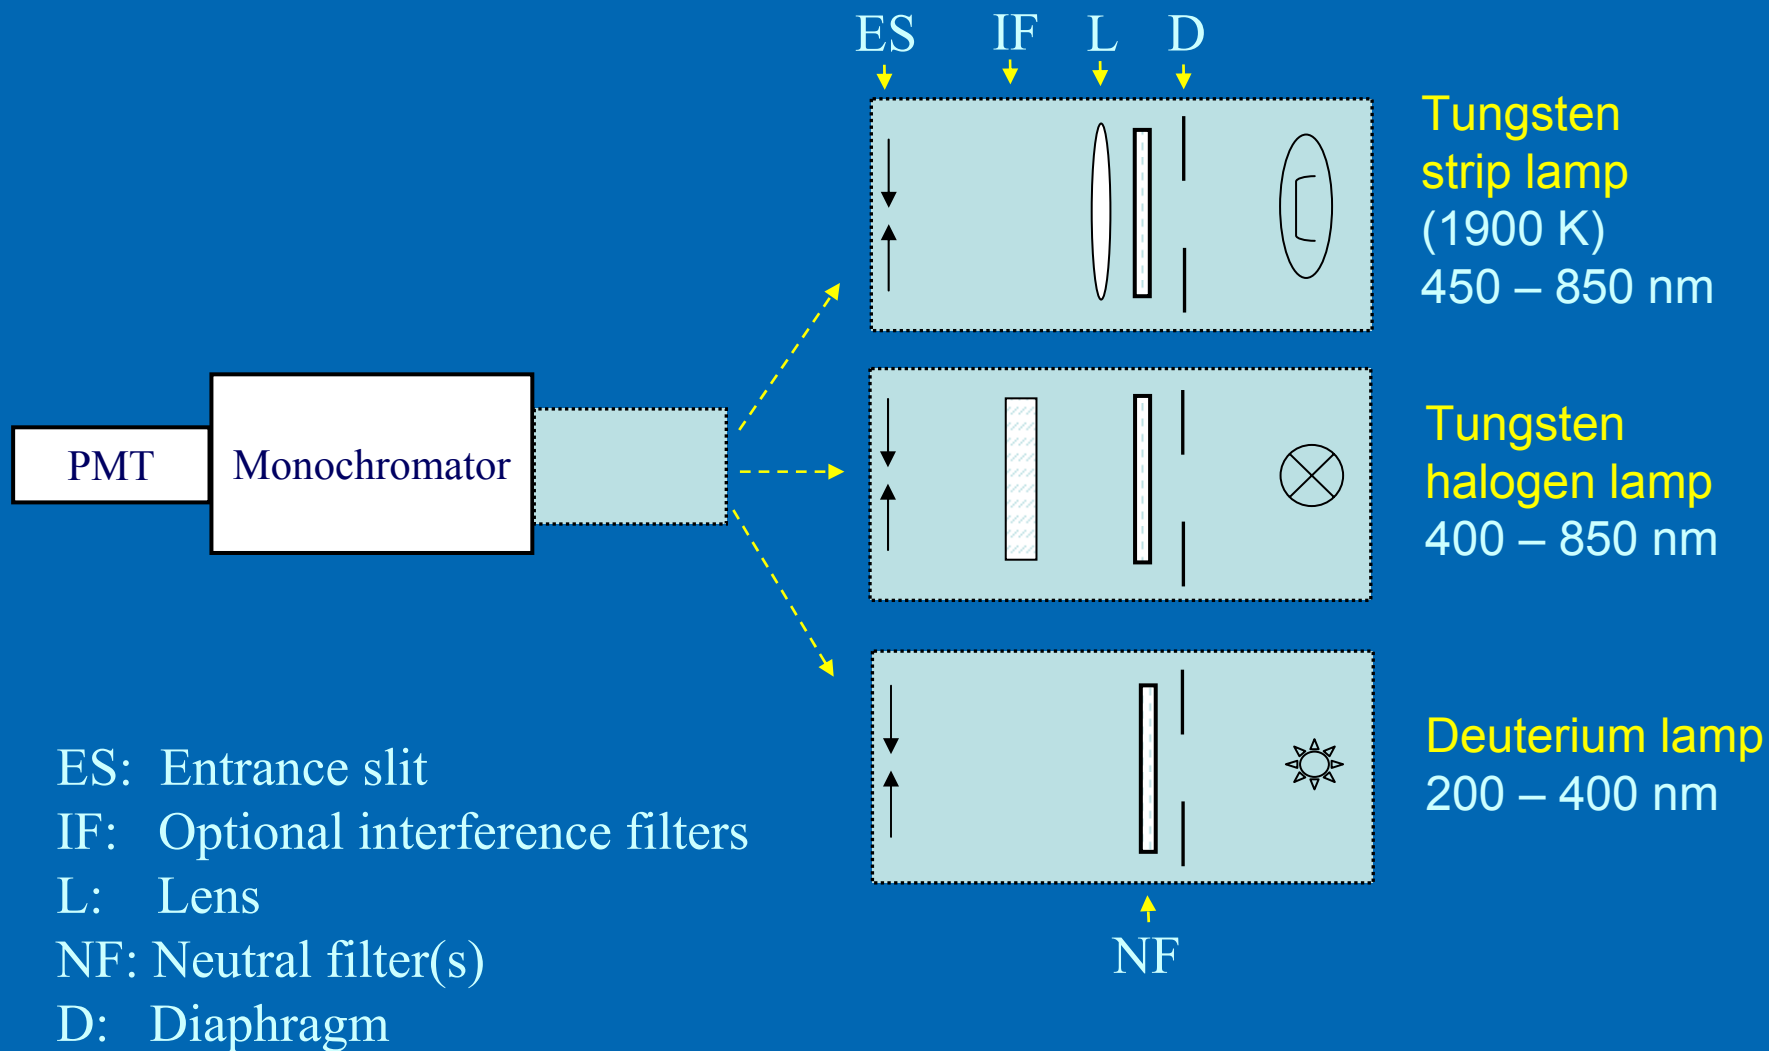 ES IF L D
Tungsten
strip lamp
(1900 K)
450 – 850 nm
PMT
Monochromator
Tungsten
halogen lamp
400 – 850 nm
Deuterium lamp
200 – 400 nm
NF
ES: Entrance slit
IF: Optional interference filters
L: Lens
NF: Neutral filter(s)
D: Diaphragm